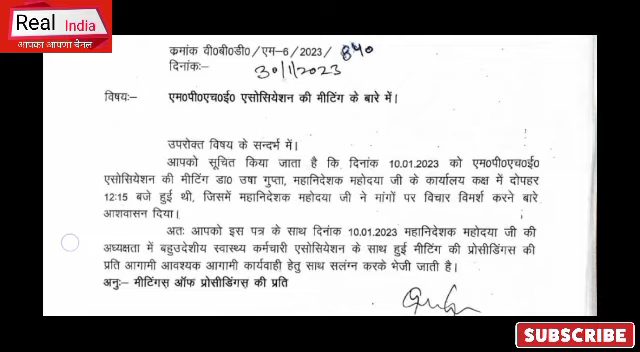 Real India
आपका आपणा चैनल
क्रमांक वी0बी0डी0/एम-6/2023/ 840
दिनांकः- 30/1/2023
विषयः- एम0पी0एच0ई0 एसोसियेशन की मीटिंग के बारे में।
उपरोक्त विषय के सन्दर्भ में।
आपको सूचित किया जाता है कि दिनांक 10.01.2023 को एम0पी0एच0ई0
एसोसियेशन की मीटिंग डा0 उषा गुप्ता, महानिदेशक महोदया जी के कार्यालय कक्ष में दोपहर
12:15 बजे हुई थी, जिसमें महानिदेशक महोदया जी ने मांगों पर विचार विमर्श करने बारे
आशवासन दिया।
अतः आपको इस पत्र के साथ दिनांक 10.01.2023 महानिदेशक महोदया जी की
अध्यक्षता में बहुउदेशीय स्वास्थ्य कर्मचारी एसोसियेशन के साथ हुई मीटिंग की प्रोसीडिंगस की
प्रति आगामी आवश्यक आगामी कार्यवाही हेतु साथ सलंग्न करके भेजी जाती है।
अनुः- मीटिंगस् ऑफ प्रोसीडिंगस की प्रति
SUBSCRIBE